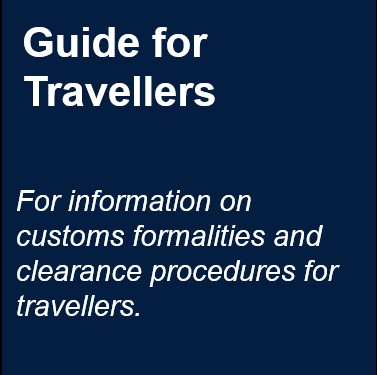 Guide for
Travellers
For information on
customs formalities and
clearance procedures for
travellers.